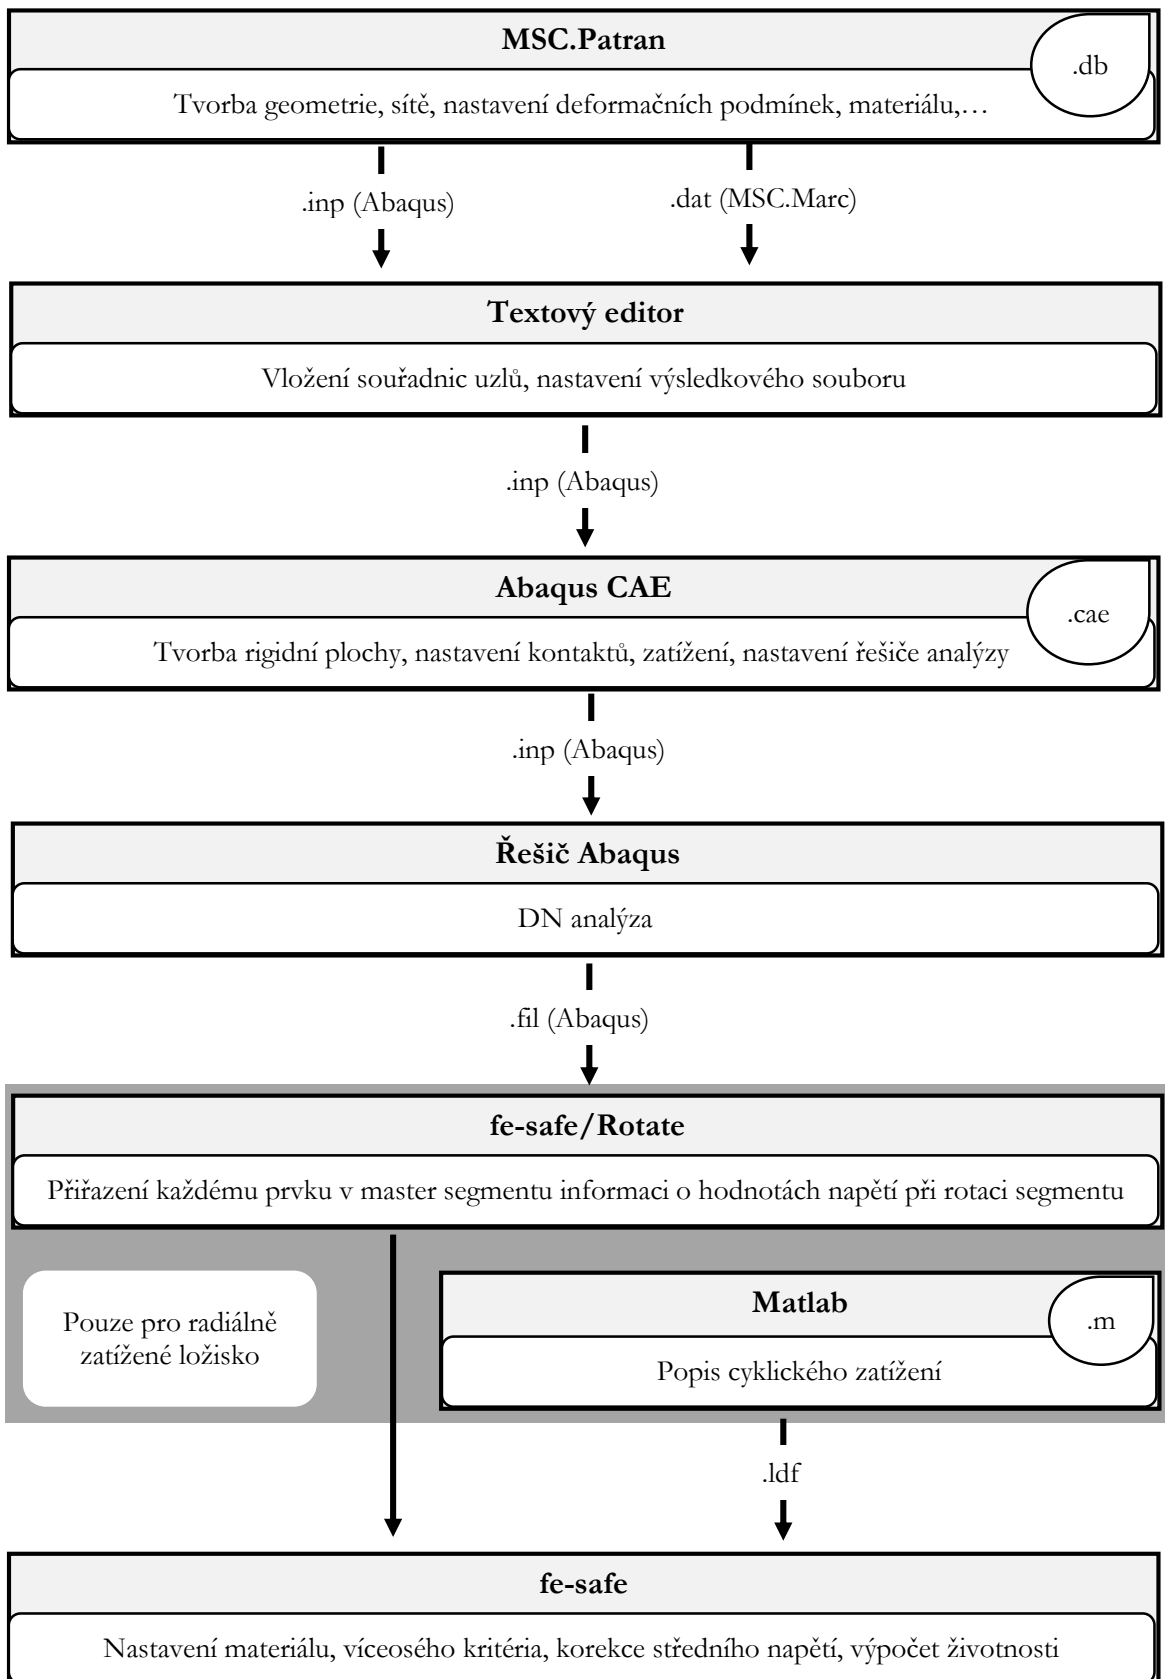 MSC.Patran
.db
Tvorba geometrie, sítě, nastavení deformačních podmínek, materiálu,…
.inp (Abaqus)
.dat (MSC.Marc)
Textový editor
Vložení souřadnic uzlů, nastavení výsledkového souboru
.inp (Abaqus)
Abaqus CAE
.cae
Tvorba rigidní plochy, nastavení kontaktů, zatížení, nastavení řešiče analýzy
.inp (Abaqus)
Řešič Abaqus
DN analýza
.fil (Abaqus)
fe-safe/Rotate
Přiřazení každému prvku v master segmentu informaci o hodnotách napětí při rotaci segmentu
Pouze pro radiálně
zatížené ložisko
Matlab
.m
Popis cyklického zatížení
.ldf
fe-safe
Nastavení materiálu, víceosého kritéria, korekce středního napětí, výpočet životnosti